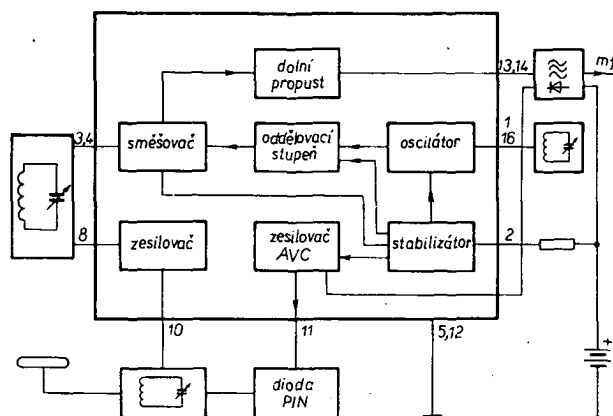 dolní
propust
13,14
mf
3,4
směšovač
oddělovací
stupeň
oscilátor
1
16
8
zesilovač
zesilovač
AVC
stabilizátor
2
10
11
5,12
+
dioda
PIN